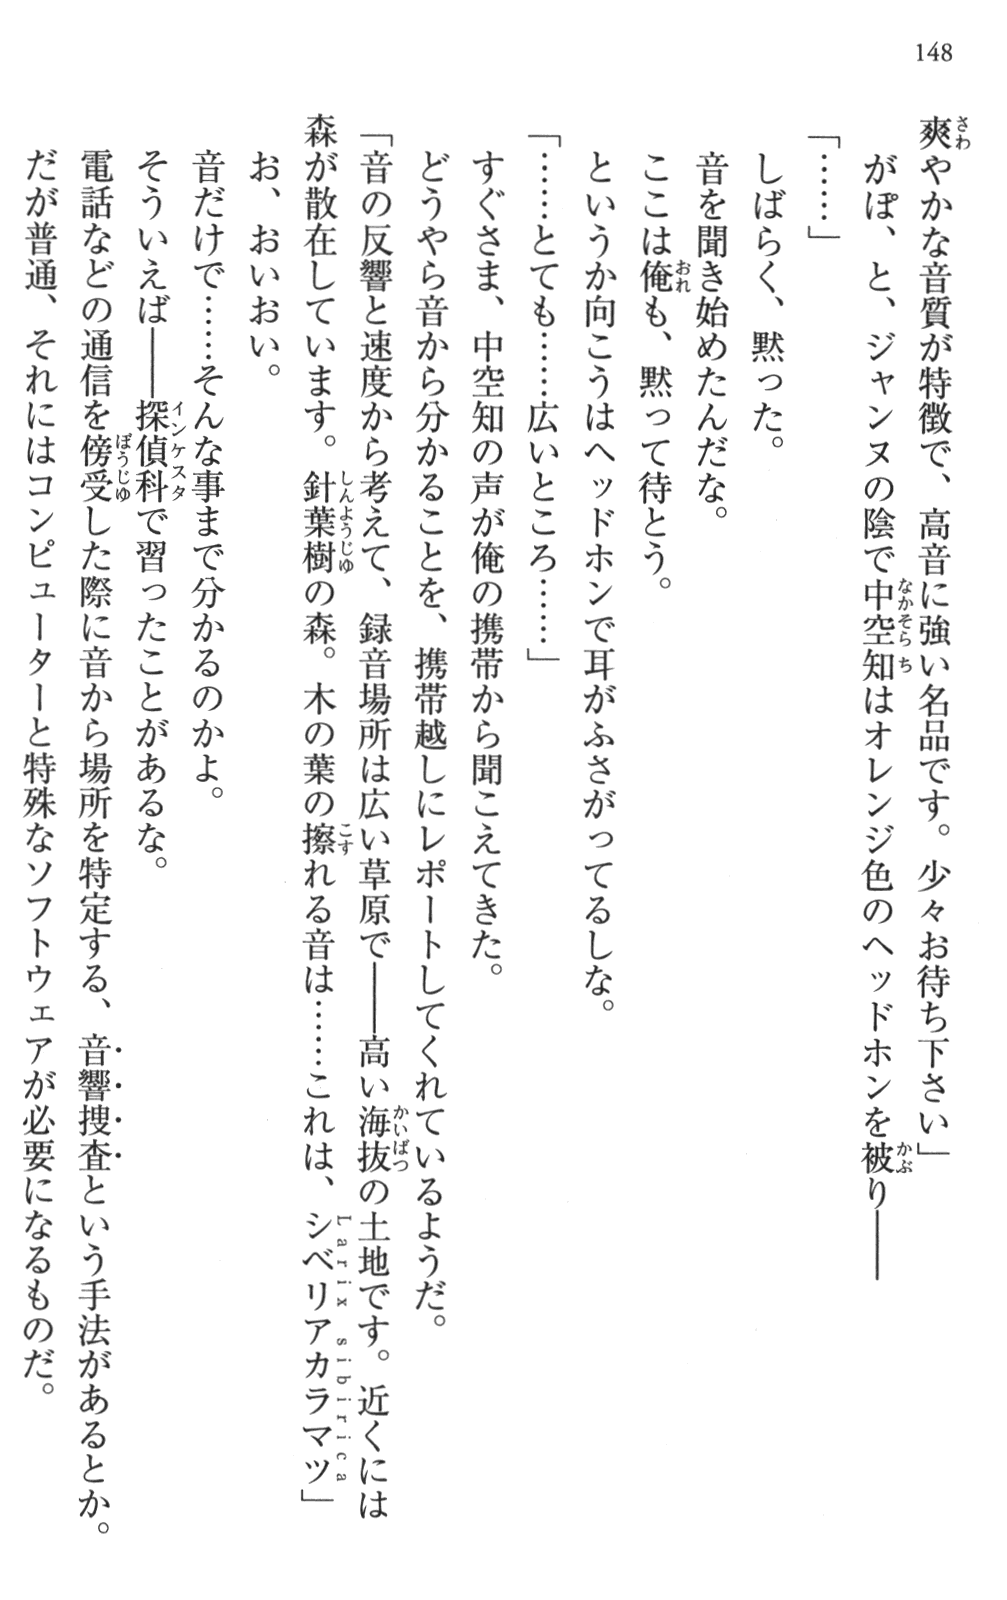 148
爽やかな音質が特徴で、高音に強い名品です。少々お待ち下さい」
がぽ、と、ジャンヌの陰で中空知はオレンジ色のヘッドホンを被り――
「……」
しばらく、黙った。
音を聞き始めたんだな。
ここは俺も、黙って待とう。
というか向こうはヘッドホンで耳がふさがってるしな。
「……とても……広いところ……」
すぐさま、中空知の声が俺の携帯から聞こえてきた。
どうやら音から分かることを、携帯越しにレポートしてくれているようだ。
「音の反響と速度から考えて、録音場所は広い草原で――高い海抜の土地です。近くには
森が散在しています。針葉樹の森。木の葉の擦れる音は……これは、シベリアカラマツ」
お、おいおい。
音だけで……そんな事まで分かるのかよ。
そういえば――探偵科で習ったことがあるな。
電話などの通信を傍受した際に音から場所を特定する、音響捜査という手法があるとか。
だが普通、それにはコンピューターと特殊なソフトウェアが必要になるものだ。